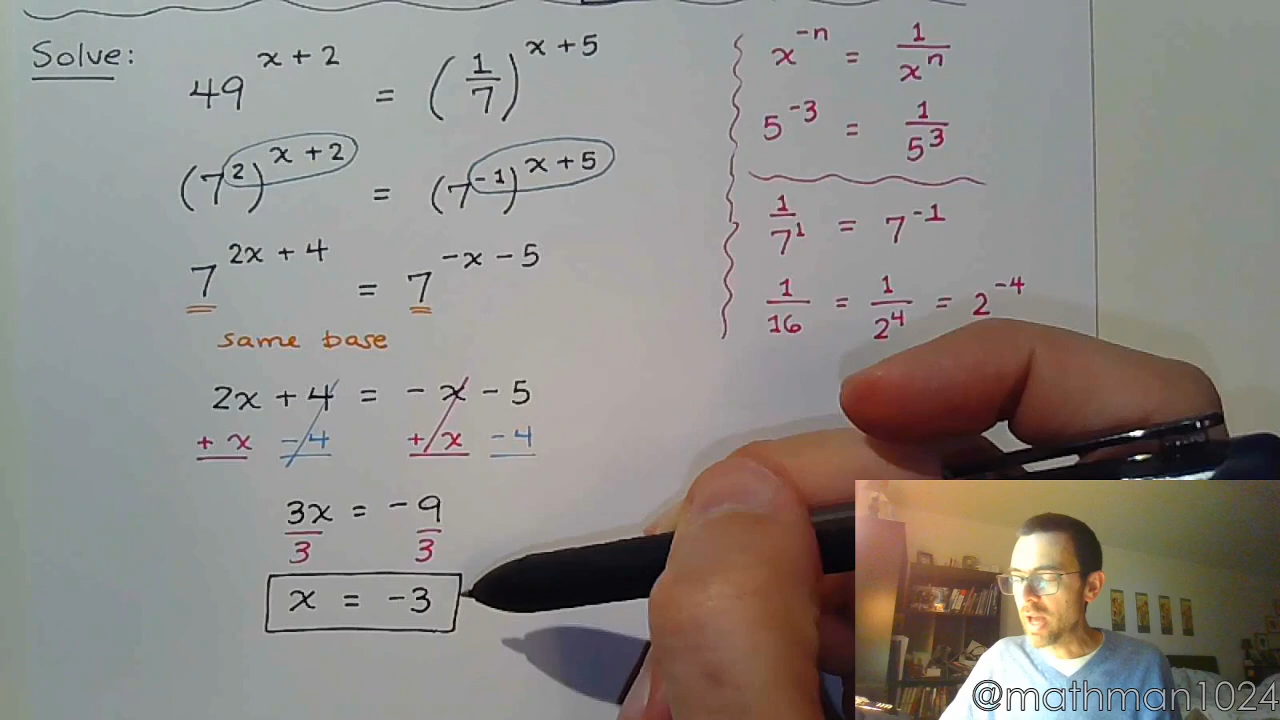 Solve: 49^(x + 2) = (1/7)^(x + 5)
(7^2)^(x + 2) = (7^-1)^(x + 5)
7^(2x + 4) = 7^(-x - 5)
same base
2x + 4 = -x - 5
+ x - 4 + x - 4
3x = -9
3 3
x = -3
x^-n = 1/x^n
5^-3 = 1/5^3
1/7^1 = 7^-1
1/16 = 1/2^4 = 2^-4
@mathman1024